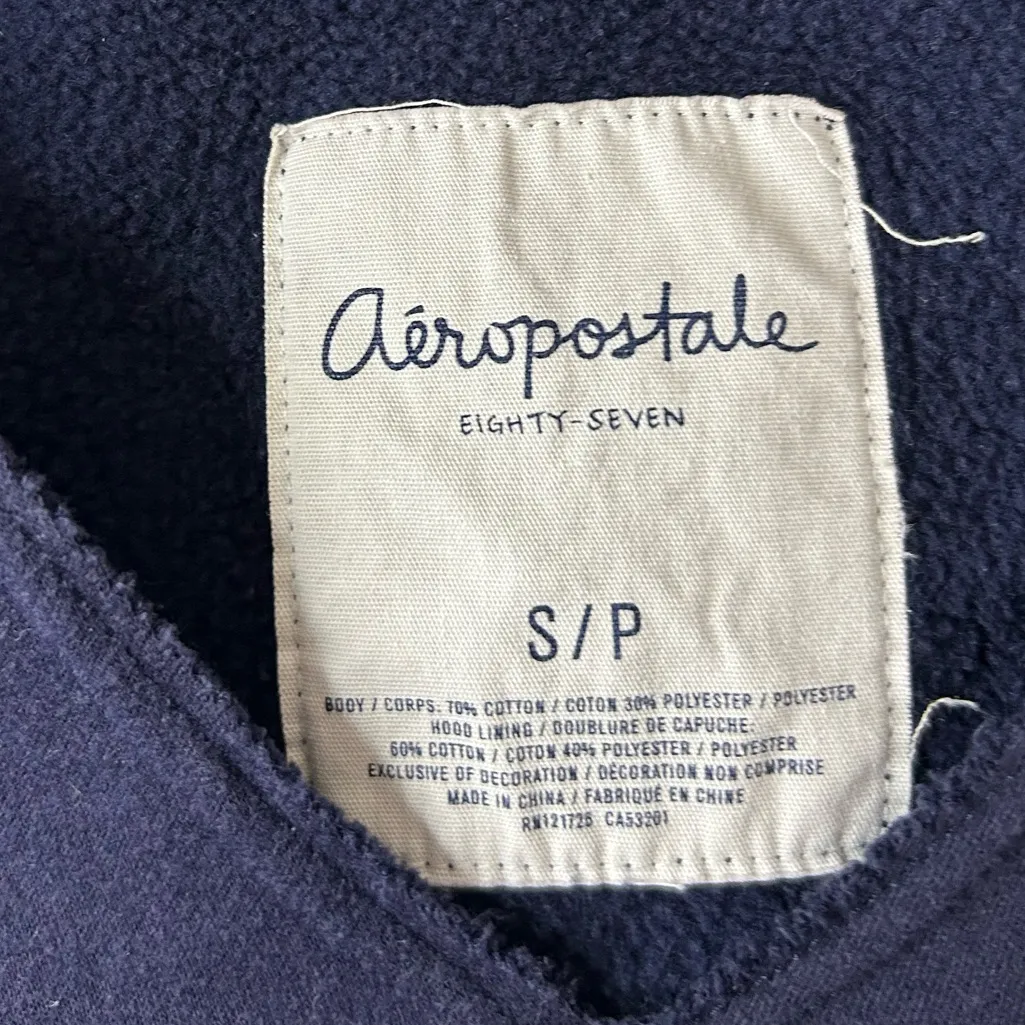 aéropostale
EIGHTY-SEVEN
S/P
BODY / CORPS: 70% COTTON / COTON 30% POLYESTER / POLYESTER
HOOD LINING / DOUBLURE DE CAPUCHE:
60% COTTON / COTON 40% POLYESTER / POLYESTER
EXCLUSIVE OF DECORATION / DÉCORATION NON COMPRISE
MADE IN CHINA / FABRIQUÉ EN CHINE
RN121725 CA53201